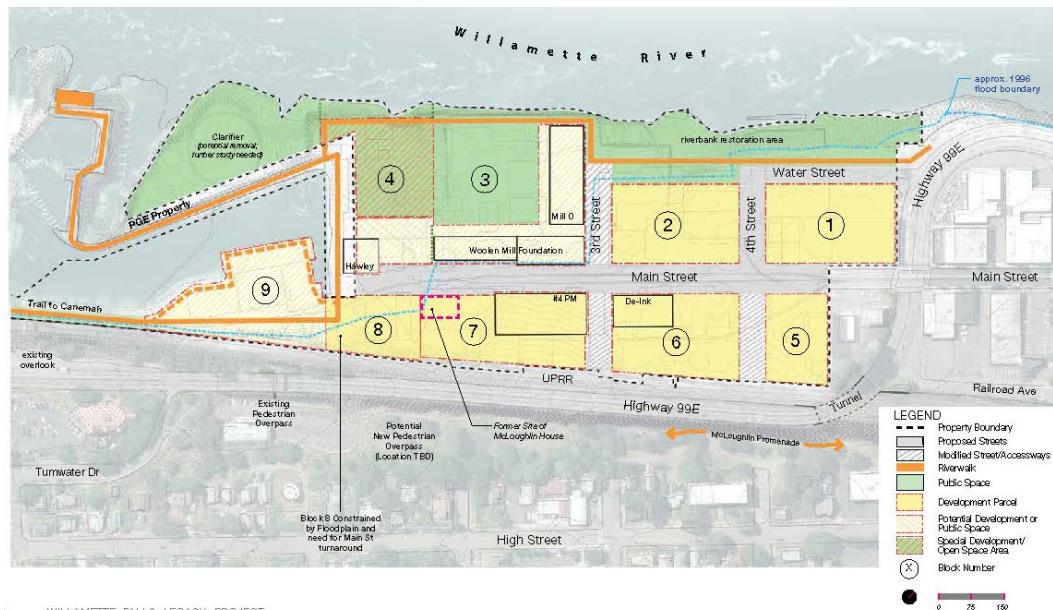 Willamette River
approx. 1996
flood boundary
Clarifier
(potential removal;
further study needed)
riverbank restoration area
Highway 99E
PGE Property
4
3
Mill O
3rd Street
2
4th Street
Water Street
1
Woolen Mill Foundation
Hawley
Main Street
Main Street
9
Trail to Canemah
8
7
#4 PM
De-Ink
6
5
existing
overlook
UPRR
Highway 99E
Tunnel
Railroad Ave
Existing
Pedestrian
Overpass
Potential
New Pedestrian
Overpass
(Location TBD)
Former Site of
McLoughlin House
McLoughlin Promenade
Tumwater Dr
Block 8 Constrained
by Floodplain and
need for Main St
turnaround
High Street
LEGEND
Property Boundary
Proposed Streets
Modified Street/Accessways
Riverwalk
Public Space
Development Parcel
Potential Development or
Public Space
Special Development/
Open Space Area
X Block Number
0 75 150
WILLAMETTE FALLS LEGACY PROJECT